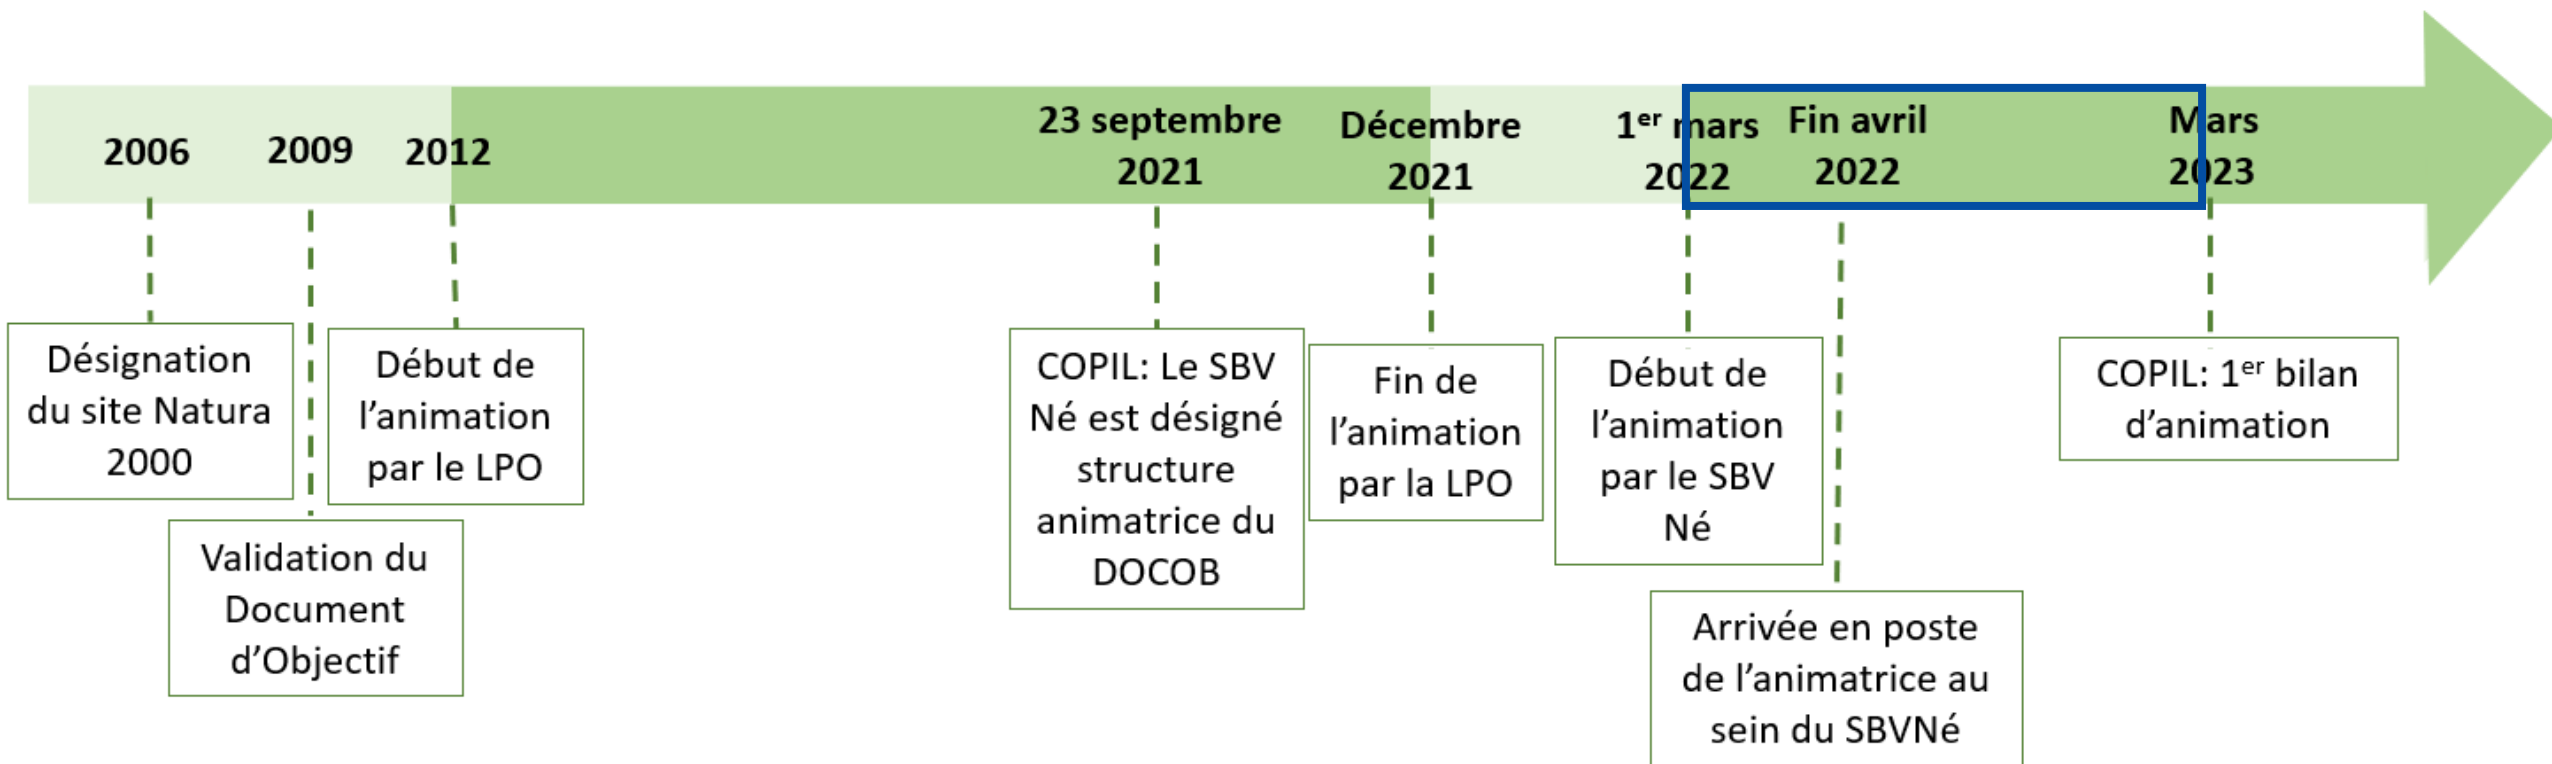 2006
2009
2012
23 septembre
2021
Décembre
2021
1er mars
2022
Fin avril
2022
Mars
2023
Désignation
du site Natura
2000
Validation du
Document
d’Objectif
Début de
l’animation
par le LPO
COPIL: Le SBV
Né est désigné
structure
animatrice du
DOCOB
Fin de
l’animation
par la LPO
Début de
l’animation
par le SBV
Né
Arrivée en poste
de l’animatrice au
sein du SBVNé
COPIL: 1er bilan
d’animation